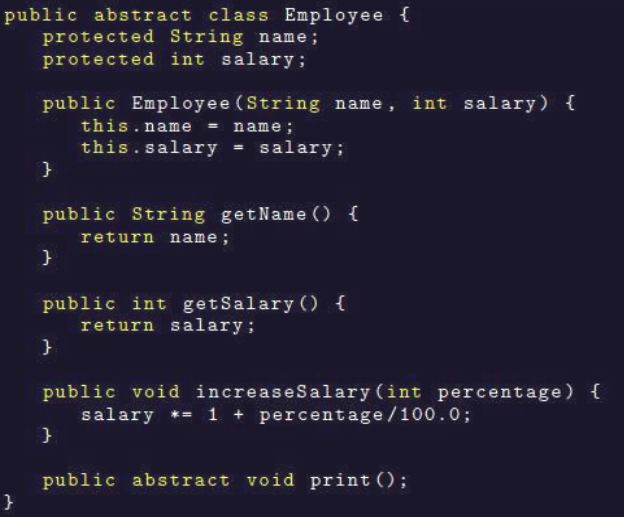 public abstract class Employee {
protected String name;
protected int salary;
public Employee(String name, int salary) {
this.name = name;
this.salary = salary;
}
public String getName() {
return name;
}
public int getSalary() {
return salary;
}
public void increaseSalary(int percentage) {
salary *= 1 + percentage/100.0;
}
public abstract void print();
}